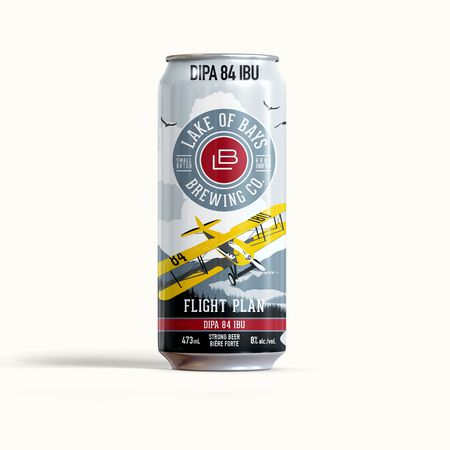 DIPA 84 IBU
LAKE OF BAYS
SMALL BATCH
LB
HAND CRAFTED
BREWING CO.
84
IBU
FLIGHT PLAN
DIPA 84 IBU
473mL
STRONG BEER
BIÈRE FORTE
8% alc./vol.